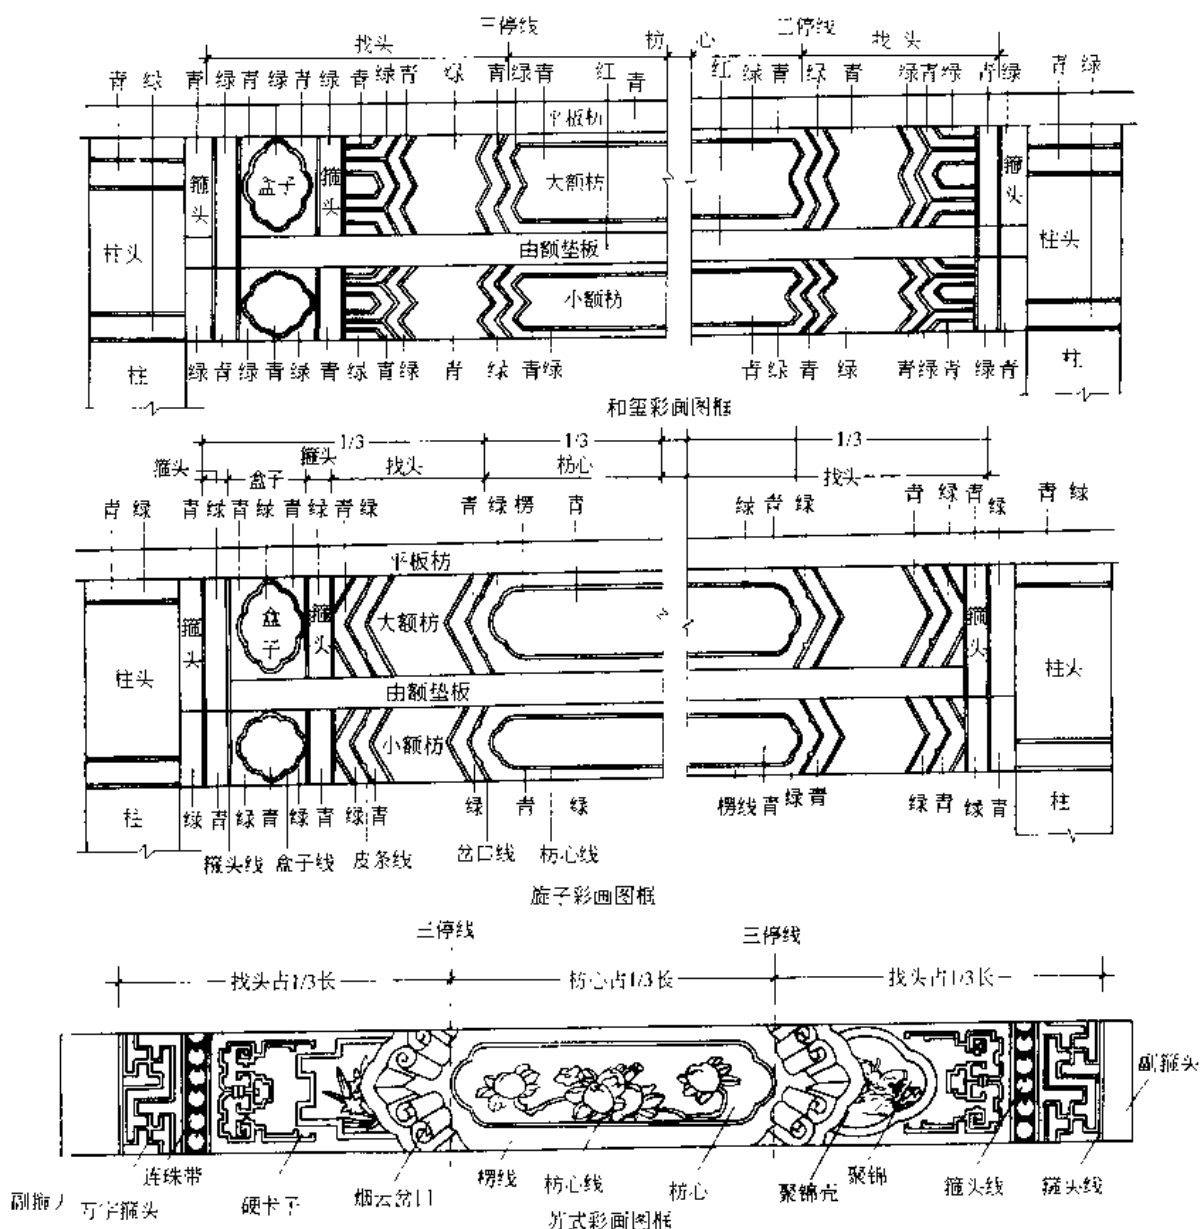 三停线 三停线
找头 枋 心 找 头
青 绿 青 绿 青 绿 青 绿 青 绿 青 绿 青 绿 青 红 青 红 绿 青 绿 青 绿 青 绿 青 绿 青 绿
平板枋
箍头 盒子 箍头 大额枋 箍头
柱头 由额垫板 柱头
小额枋
柱 绿 青 绿 青 绿 青 绿 青 绿 青 绿 青 绿 青 绿 青 绿 青 绿 青 绿 青 柱
和玺彩画图框
1/3 1/3 1/3
箍头 盒子 箍头 找头 枋心 找头
青 绿 青 绿 青 绿 青 绿 青 绿 青 绿 楞 青 绿 青 绿 青 绿 青 绿 青 绿
平板枋
箍头 盒子 箍头 大额枋 箍头
柱头 由额垫板 柱头
小额枋
柱 绿 青 绿 青 绿 青 绿 青 绿 青 绿 楞线 青 绿 青 绿 青 绿 青 柱
箍头线 盒子线 皮条线 岔口线 枋心线
旋子彩画图框
三停线 三停线
找头占1/3长 枋心占1/3长 找头占1/3长
副箍头
连珠带 楞线 枋心线 枋心 聚锦壳 聚锦 箍头线 箍头线
副箍 万字箍头 硬卡子 烟云岔口
苏式彩画图框